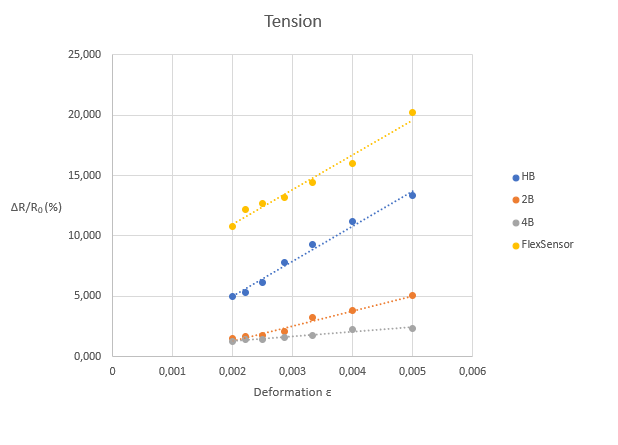 Tension
25,000
20,000
15,000
10,000
5,000
0,000
ΔR/R₀ (%)
0 0,001 0,002 0,003 0,004 0,005 0,006
Deformation ε
HB
2B
4B
FlexSensor